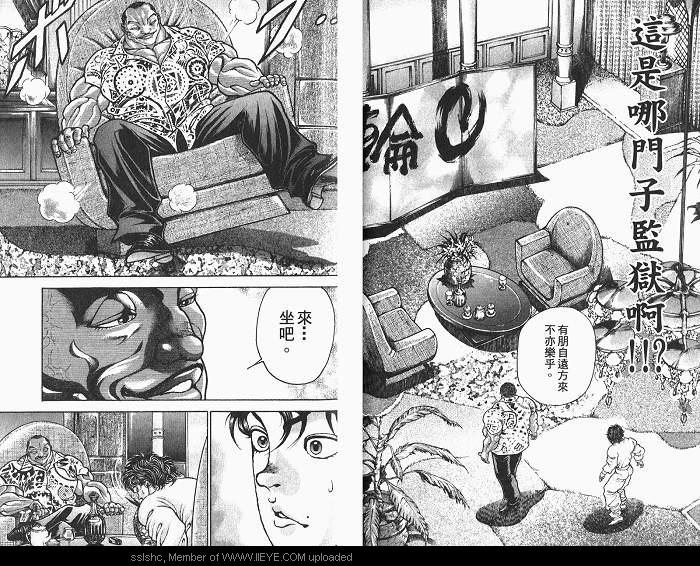 這是哪門子監獄啊!!!?
輪
有朋自遠方來
不亦樂乎。
來…
坐吧。
sslshc, Member of WWW.IIEYE.COM uploaded